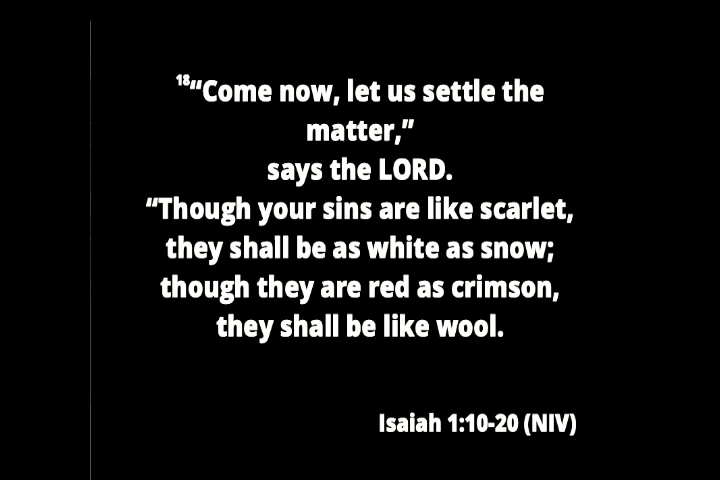 ¹⁸“Come now, let us settle the
matter,”
says the LORD.
“Though your sins are like scarlet,
they shall be as white as snow;
though they are red as crimson,
they shall be like wool.
Isaiah 1:10-20 (NIV)